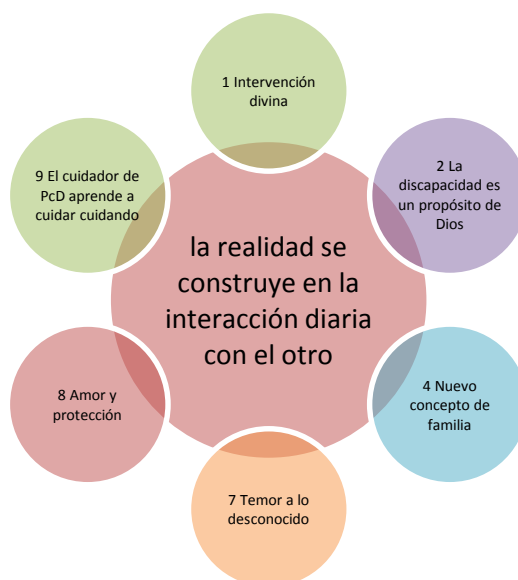 1 Intervención
divina
2 La
discapacidad es
un propósito de
Dios
4 Nuevo
concepto de
familia
7 Temor a lo
desconocido
8 Amor y
protección
9 El cuidador de
PcD aprende a
cuidar cuidando
la realidad se
construye en la
interacción diaria
con el otro